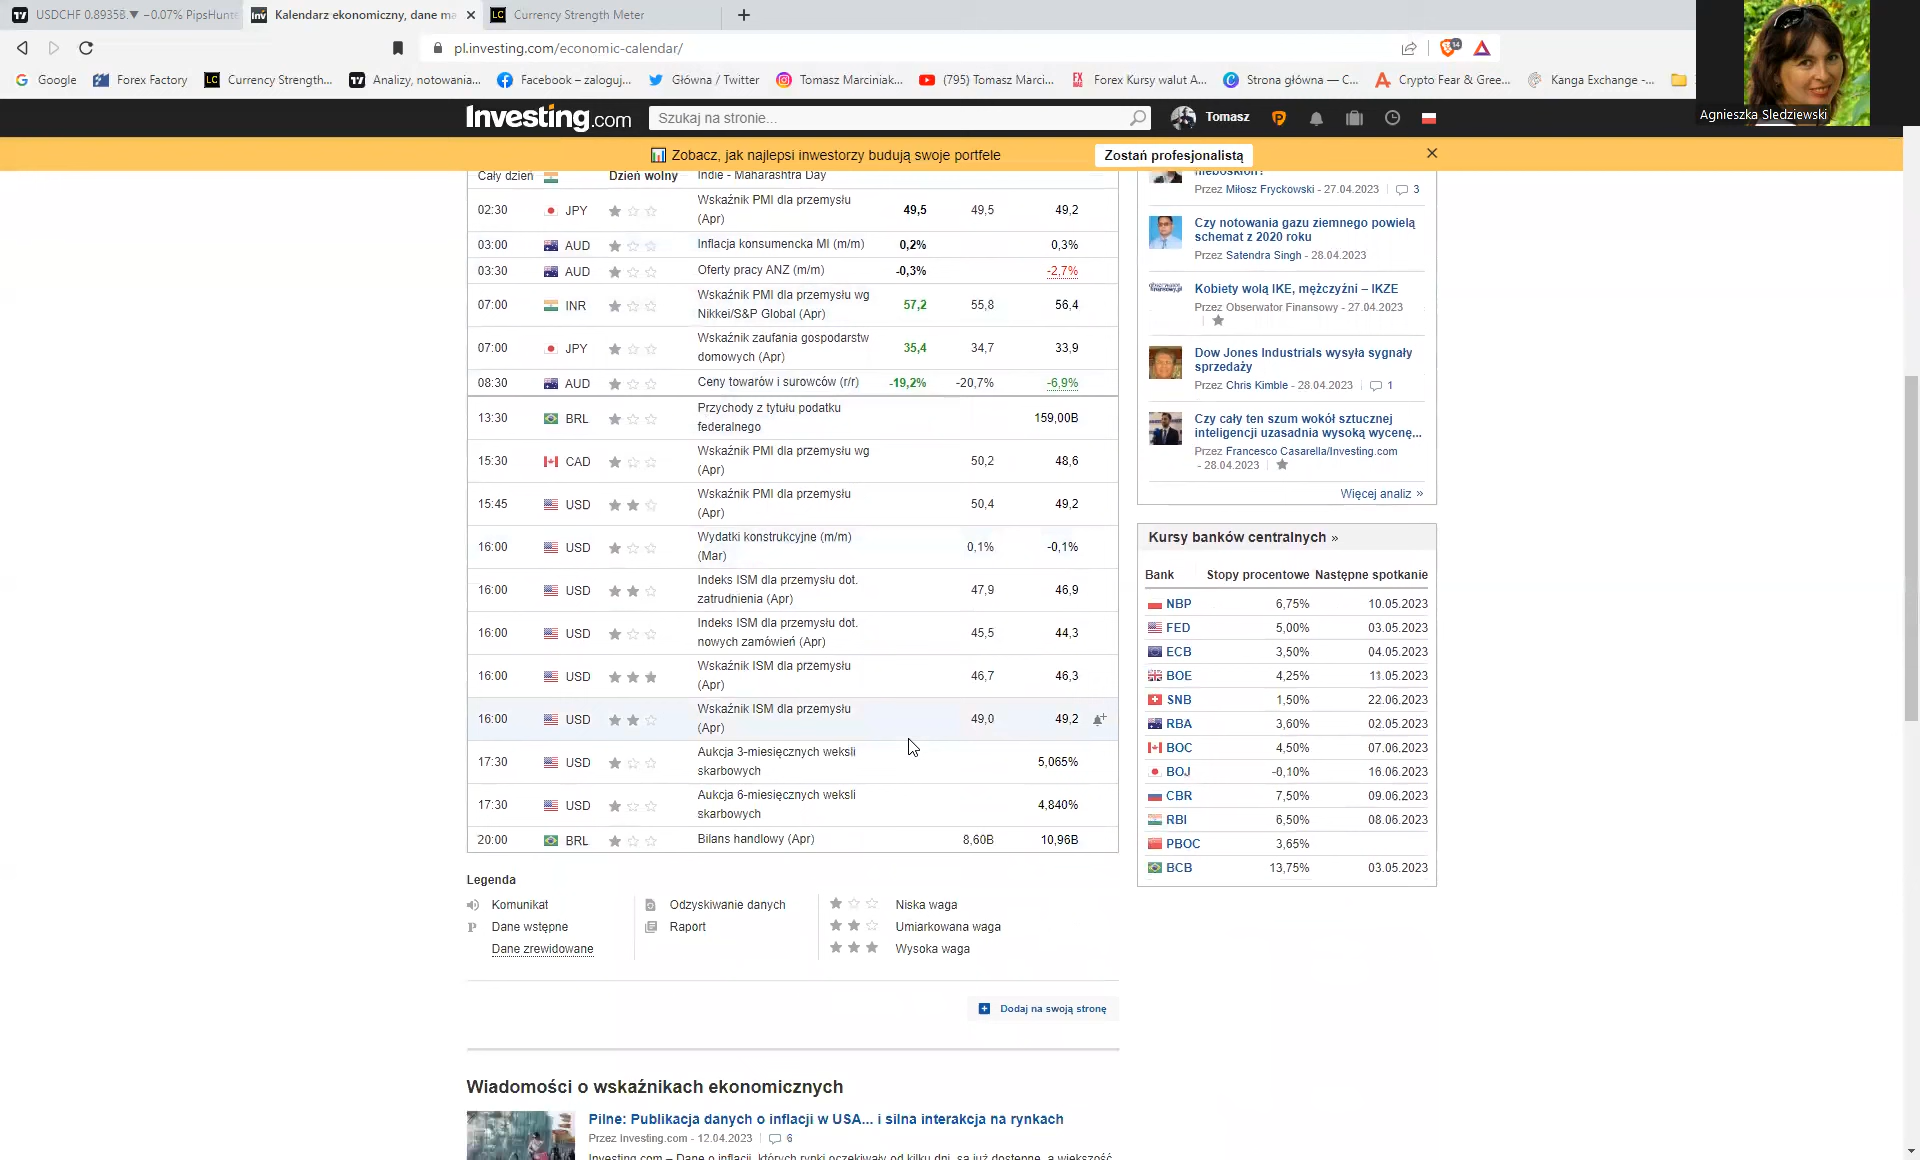 USDCHF 0.8935B.▼ −0.07% PipsHunt
Kalendarz ekonomiczny, dane ma
Currency Strength Meter
pl.investing.com/economic-calendar/
Google
Forex Factory
Currency Strength...
Analizy, notowania...
Facebook – zaloguj...
Główna / Twitter
Tomasz Marciniak...
(795) Tomasz Marci...
Forex Kursy walut A...
Strona główna — C...
Crypto Fear & Gree...
Kanga Exchange -...
Agnieszka Sledziewski
Investing.com
Szukaj na stronie...
Tomasz
Zobacz, jak najlepsi inwestorzy budują swoje portfele
Zostań profesjonalistą
Cały dzień Dzień wolny Indie - Maharashtra Day
02:30 JPY Wskaźnik PMI dla przemysłu (Apr) 49,5 49,5 49,2
03:00 AUD Inflacja konsumencka MI (m/m) 0,2% 0,3%
03:30 AUD Oferty pracy ANZ (m/m) -0,3% -2,7%
07:00 INR Wskaźnik PMI dla przemysłu wg Nikkei/S&P Global (Apr) 57,2 55,8 56,4
07:00 JPY Wskaźnik zaufania gospodarstw domowych (Apr) 35,4 34,7 33,9
08:30 AUD Ceny towarów i surowców (r/r) -19,2% -20,7% -6,9%
13:30 BRL Przychody z tytułu podatku federalnego 159,00B
15:30 CAD Wskaźnik PMI dla przemysłu wg (Apr) 50,2 48,6
15:45 USD Wskaźnik PMI dla przemysłu (Apr) 50,4 49,2
16:00 USD Wydatki konstrukcyjne (m/m) (Mar) 0,1% -0,1%
16:00 USD Indeks ISM dla przemysłu dot. zatrudnienia (Apr) 47,9 46,9
16:00 USD Indeks ISM dla przemysłu dot. nowych zamówień (Apr) 45,5 44,3
16:00 USD Wskaźnik ISM dla przemysłu (Apr) 46,7 46,3
16:00 USD Wskaźnik ISM dla przemysłu (Apr) 49,0 49,2
17:30 USD Aukcja 3-miesięcznych weksli skarbowych 5,065%
17:30 USD Aukcja 6-miesięcznych weksli skarbowych 4,840%
20:00 BRL Bilans handlowy (Apr) 8,60B 10,96B
Legenda
Komunikat
Dane wstępne
Dane zrewidowane
Odzyskiwanie danych
Raport
Niska waga
Umiarkowana waga
Wysoka waga
Dodaj na swoją stronę
Wiadomości o wskaźnikach ekonomicznych
Pilne: Publikacja danych o inflacji w USA... i silna interakcja na rynkach
Przez Investing.com - 12.04.2023 6
Investing.com – Dane o inflacji, których rynki oczekiwały od kilku dni, są już dostępne, a większość
Przez Miłosz Fryckowski - 27.04.2023 3
Czy notowania gazu ziemnego powielą
schemat z 2020 roku
Przez Satendra Singh - 28.04.2023
Kobiety wolą IKE, mężczyźni – IKZE
Przez Obserwator Finansowy - 27.04.2023
Dow Jones Industrials wysyła sygnały
sprzedaży
Przez Chris Kimble - 28.04.2023 1
Czy cały ten szum wokół sztucznej
inteligencji uzasadnia wysoką wycenę...
Przez Francesco Casarella/Investing.com
- 28.04.2023
Więcej analiz »
Kursy banków centralnych »
Bank Stopy procentowe Następne spotkanie
NBP 6,75% 10.05.2023
FED 5,00% 03.05.2023
ECB 3,50% 04.05.2023
BOE 4,25% 11.05.2023
SNB 1,50% 22.06.2023
RBA 3,60% 02.05.2023
BOC 4,50% 07.06.2023
BOJ -0,10% 16.06.2023
CBR 7,50% 09.06.2023
RBI 6,50% 08.06.2023
PBOC 3,65%
BCB 13,75% 03.05.2023